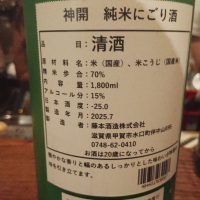 神開 純米にごり酒
品目:清酒
原材料名:米(国産)、米こうじ(国産米)
精米歩合:70%
内容量:1,800ml
アルコール分:15%
日本酒度:-25.0
製造年月:2025.7
製造者:藤本酒造株式会社
滋賀県甲賀市水口町伴中山
0748-62-0410
お酒は20歳になってから